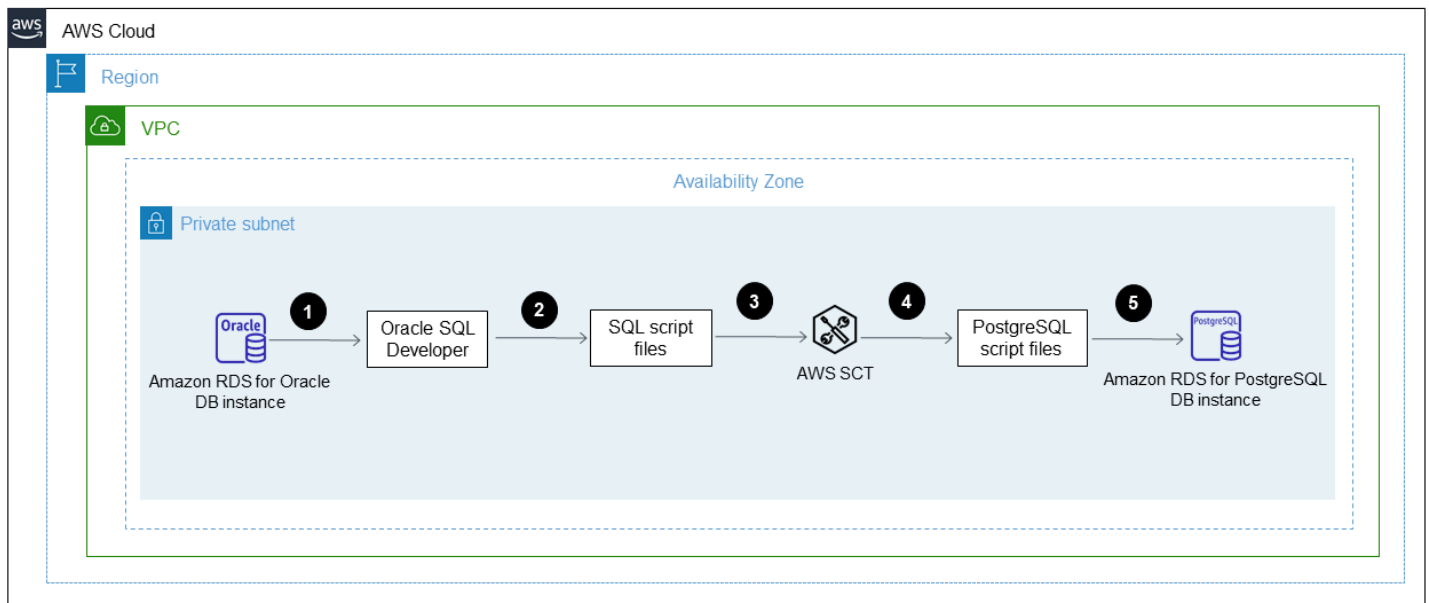 aws
AWS Cloud
Region
VPC
Availability Zone
Private subnet
1
2
3
4
5
Oracle
Amazon RDS for Oracle
DB instance
Oracle SQL
Developer
SQL script
files
AWS SCT
PostgreSQL
script files
PostgreSQL
Amazon RDS for PostgreSQL
DB instance